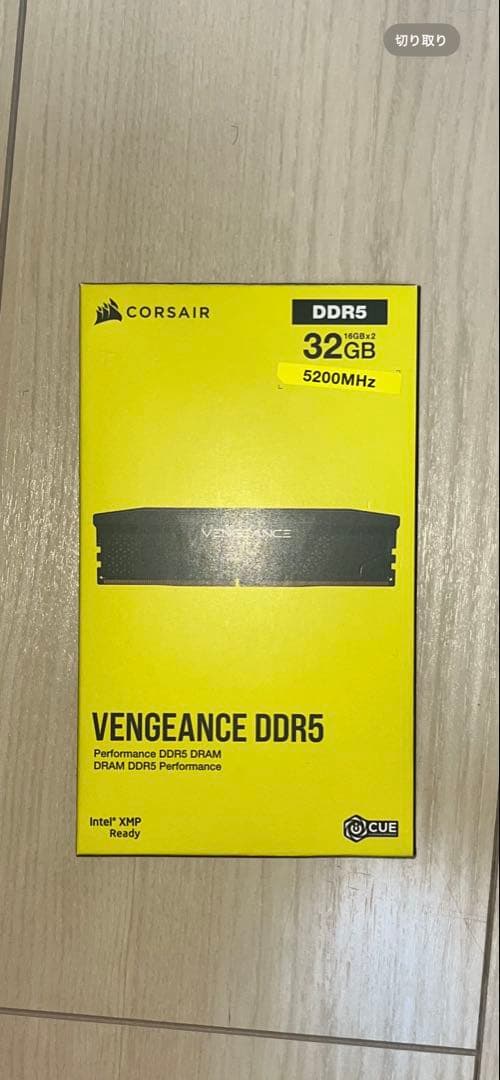 切り取り
CORSAIR
DDR5
16GBx2
32GB
5200MHz
VENGEANCE
VENGEANCE DDR5
Performance DDR5 DRAM
DRAM DDR5 Performance
Intel® XMP
Ready
CUE